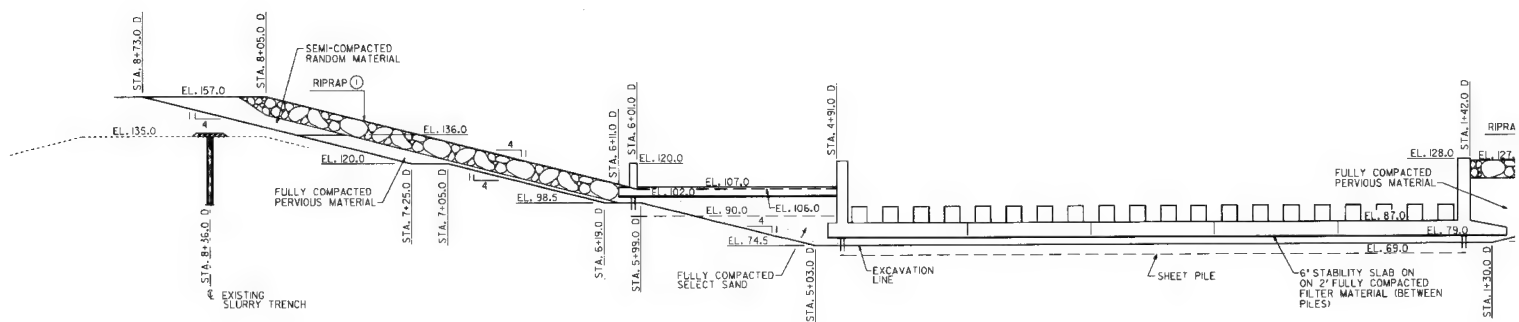 STA. 8+73.0 D
STA. 8+05.0 D
SEMI-COMPACTED
RANDOM MATERIAL
RIPRAP 1
EL. 157.0
4
1
EL. 135.0
EL. 136.0
EL. 120.0
4
1
4
1
FULLY COMPACTED
PERVIOUS MATERIAL
STA. 8+36.0 D
EXISTING
SLURRY TRENCH
STA. 7+25.0 D
STA. 7+05.0 D
EL. 98.5
STA. 6+11.0 D
STA. 6+01.0 D
EL. 120.0
EL. 107.0
EL. 102.0
EL. 106.0
EL. 90.0
4
1
EL. 74.5
STA. 6+19.0 D
STA. 5+99.0 D
FULLY COMPACTED
SELECT SAND
STA. 5+03.0 D
STA. 4+91.0 D
EXCAVATION
LINE
SHEET PILE
STA. 1+42.0 D
RIPRA
EL. 128.0
EL. 127.
FULLY COMPACTED
PERVIOUS MATERIAL
EL. 87.0
EL. 79.0
EL. 69.0
6" STABILITY SLAB ON
ON 2' FULLY COMPACTED
FILTER MATERIAL (BETWEEN
PILES)
STA. 1+30.0 D